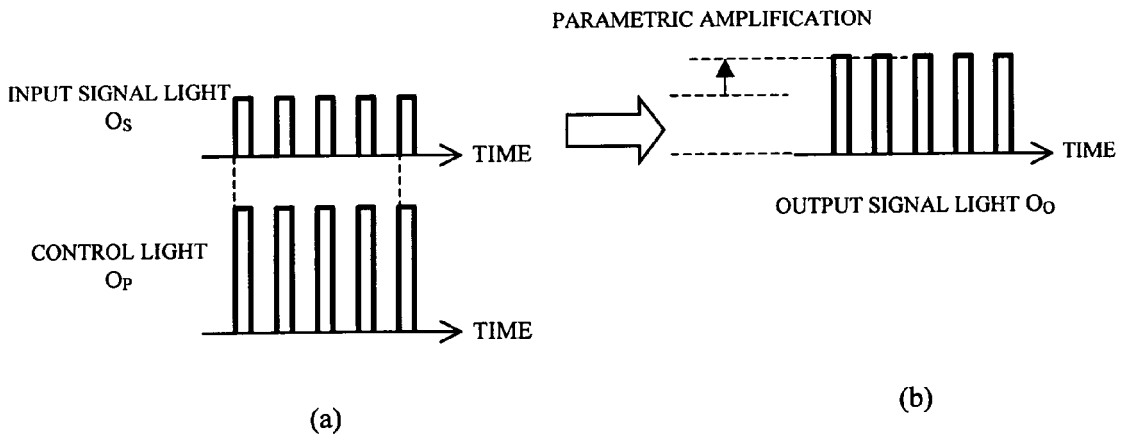 PARAMETRIC AMPLIFICATION
INPUT SIGNAL LIGHT
OS
TIME
TIME
OUTPUT SIGNAL LIGHT OO
CONTROL LIGHT
OP
TIME
(a)
(b)